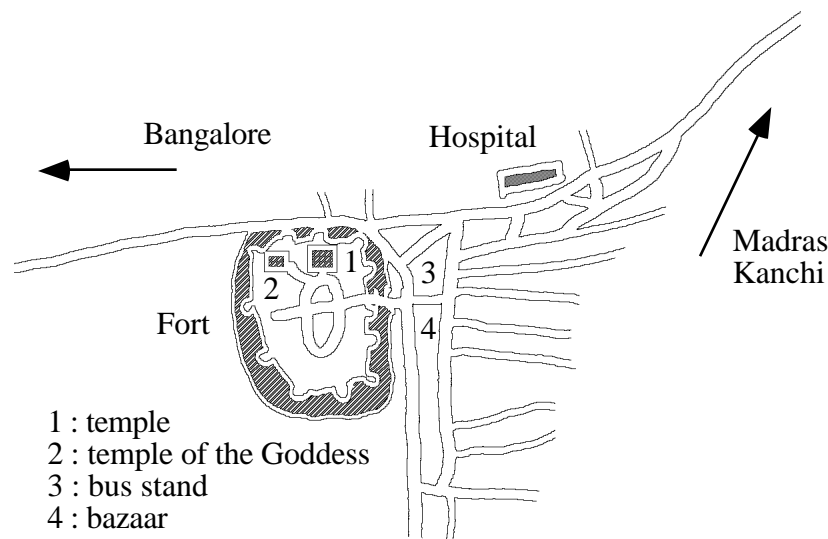 Bangalore
Hospital
Madras
Kanchi
1
2
3
Fort
4
1 : temple
2 : temple of the Goddess
3 : bus stand
4 : bazaar